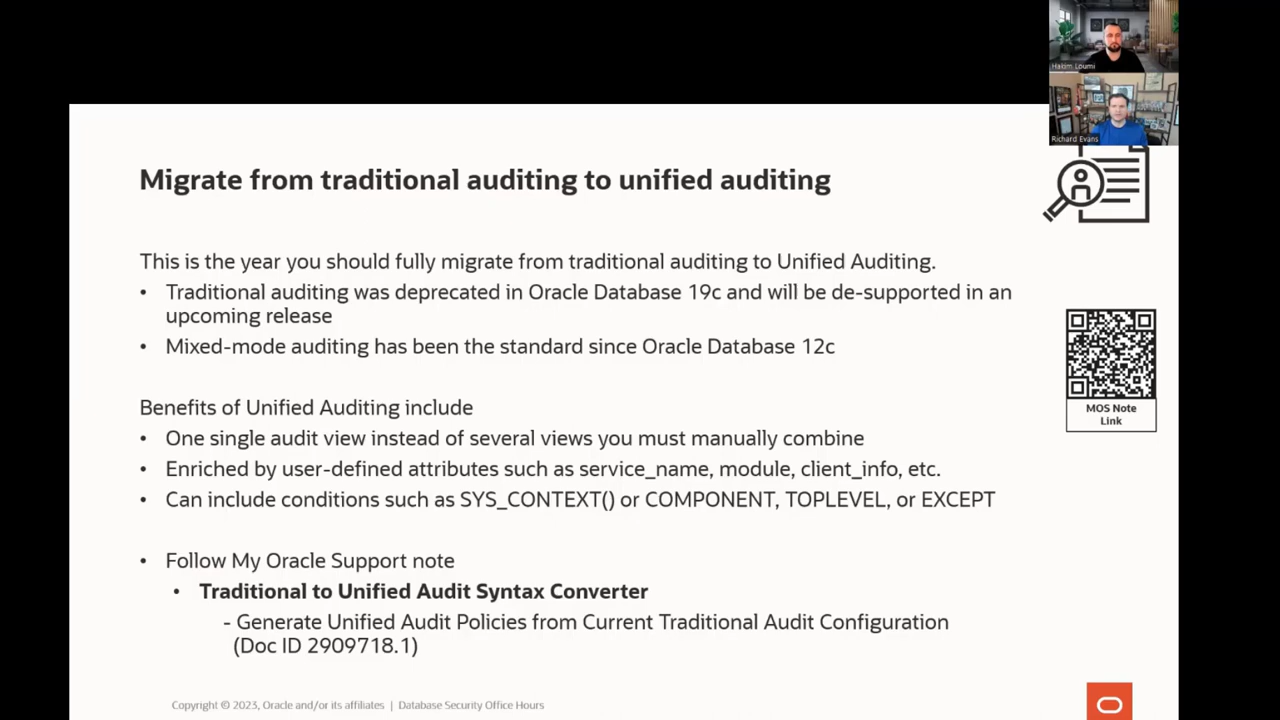 Hakim Loumi
Richard Evans
Migrate from traditional auditing to unified auditing
This is the year you should fully migrate from traditional auditing to Unified Auditing.
• Traditional auditing was deprecated in Oracle Database 19c and will be de-supported in an
upcoming release
• Mixed-mode auditing has been the standard since Oracle Database 12c
MOS Note
Link
Benefits of Unified Auditing include
• One single audit view instead of several views you must manually combine
• Enriched by user-defined attributes such as service_name, module, client_info, etc.
• Can include conditions such as SYS_CONTEXT() or COMPONENT, TOPLEVEL, or EXCEPT
• Follow My Oracle Support note
• Traditional to Unified Audit Syntax Converter
- Generate Unified Audit Policies from Current Traditional Audit Configuration
(Doc ID 2909718.1)
Copyright © 2023, Oracle and/or its affiliates | Database Security Office Hours